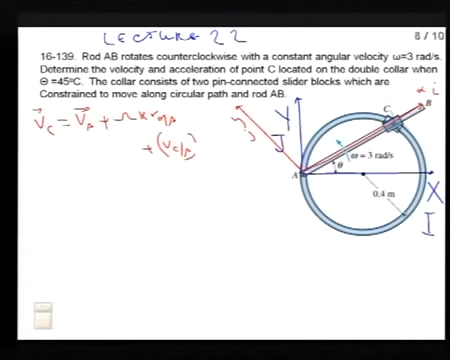 LECTURE 22
8 / 10
16-139. Rod AB rotates counterclockwise with a constant angular velocity ω=3 rad/s.
Determine the velocity and acceleration of point C located on the double collar when
Θ =45ºC. The collar consists of two pin-connected slider blocks which are
Constrained to move along circular path and rod AB.
V⃗c = V⃗A + Ω x r c/A
+ (Vc/A)
j
Y
J
C
i
B
ω = 3 rad/s
θ
A
0.4 m
X
I